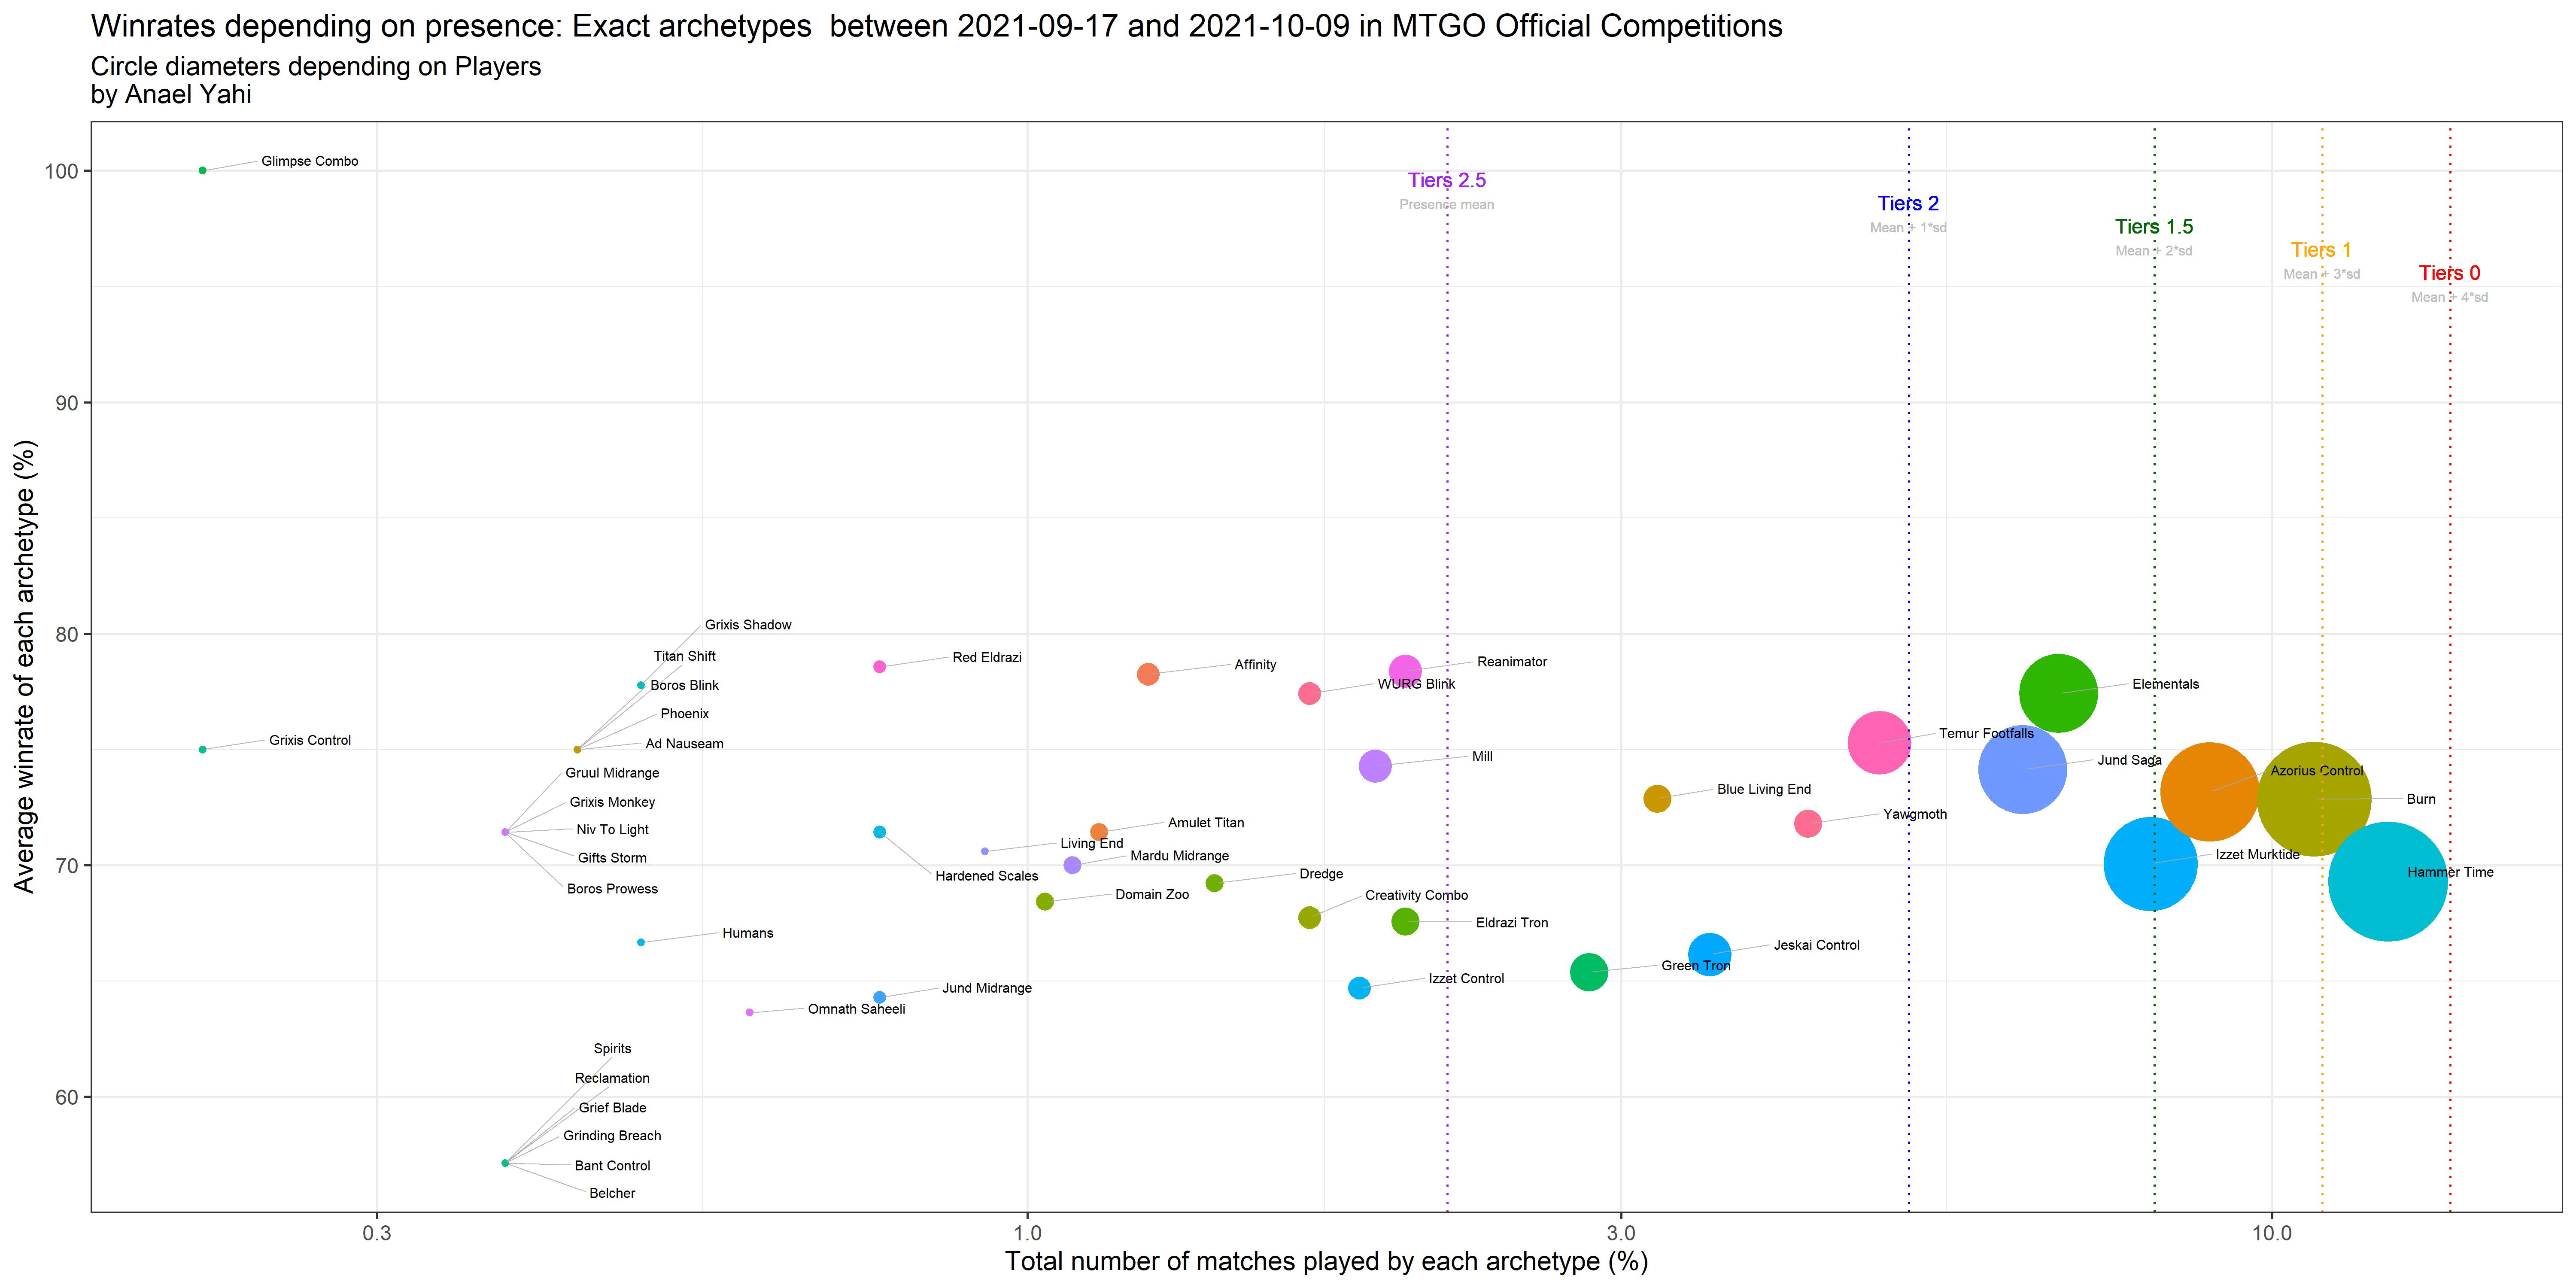 Winrates depending on presence: Exact archetypes  between 2021-09-17 and 2021-10-09 in MTGO Official Competitions
Circle diameters depending on Players
by Anael Yahi
Average winrate of each archetype (%)
100
90
80
70
60
Glimpse Combo
Tiers 2.5
Presence mean
Tiers 2
Mean + 1*sd
Tiers 1.5
Mean + 2*sd
Tiers 1
Mean + 3*sd
Tiers 0
Mean + 4*sd
Grixis Shadow
Titan Shift
Boros Blink
Phoenix
Ad Nauseam
Grixis Control
Gruul Midrange
Grixis Monkey
Niv To Light
Gifts Storm
Boros Prowess
Humans
Omnath Saheeli
Jund Midrange
Spirits
Reclamation
Grief Blade
Grinding Breach
Bant Control
Belcher
Red Eldrazi
Affinity
WURG Blink
Reanimator
Mill
Amulet Titan
Living End
Mardu Midrange
Hardened Scales
Domain Zoo
Dredge
Creativity Combo
Eldrazi Tron
Izzet Control
Green Tron
Jeskai Control
Blue Living End
Yawgmoth
Temur Footfalls
Elementals
Jund Saga
Azorius Control
Burn
Izzet Murktide
Hammer Time
0.3
1.0
3.0
10.0
Total number of matches played by each archetype (%)